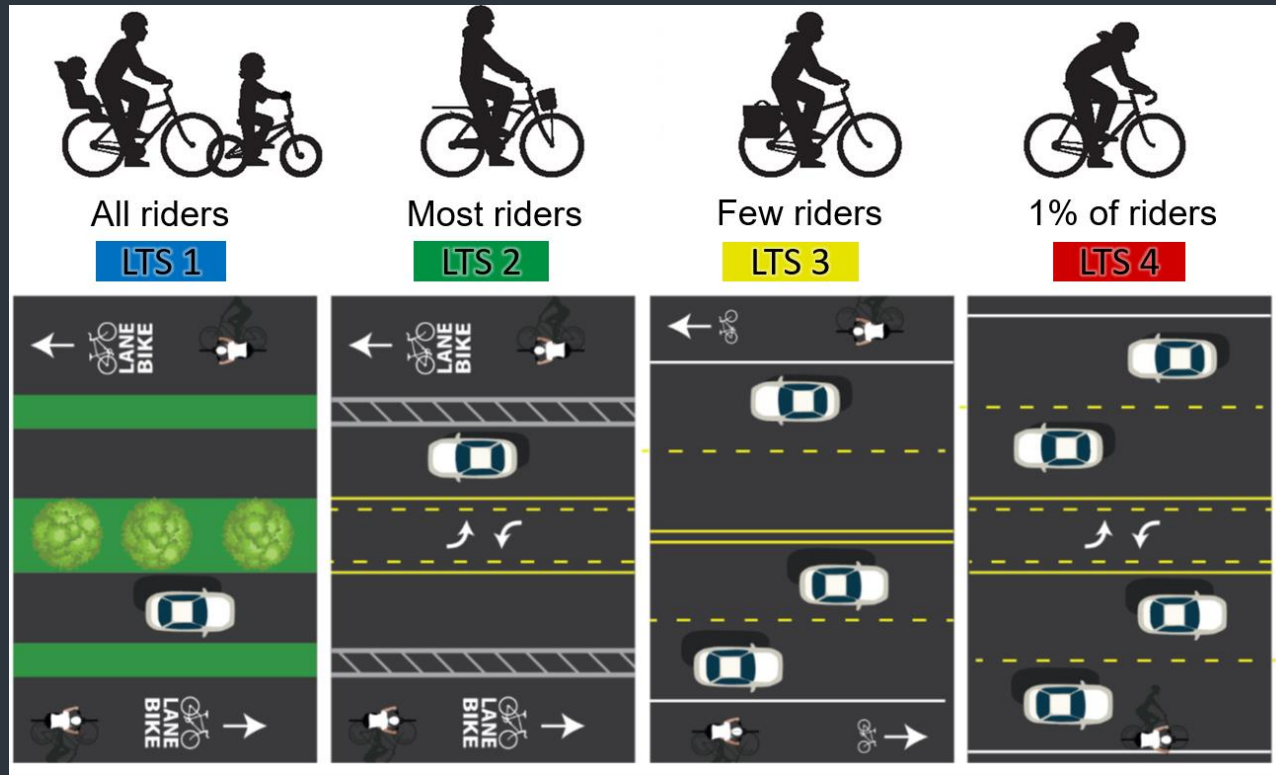 All riders
Most riders
Few riders
1% of riders
LTS 1
LTS 2
LTS 3
LTS 4
LANE
BIKE
LANE
BIKE
LANE
BIKE
LANE
BIKE